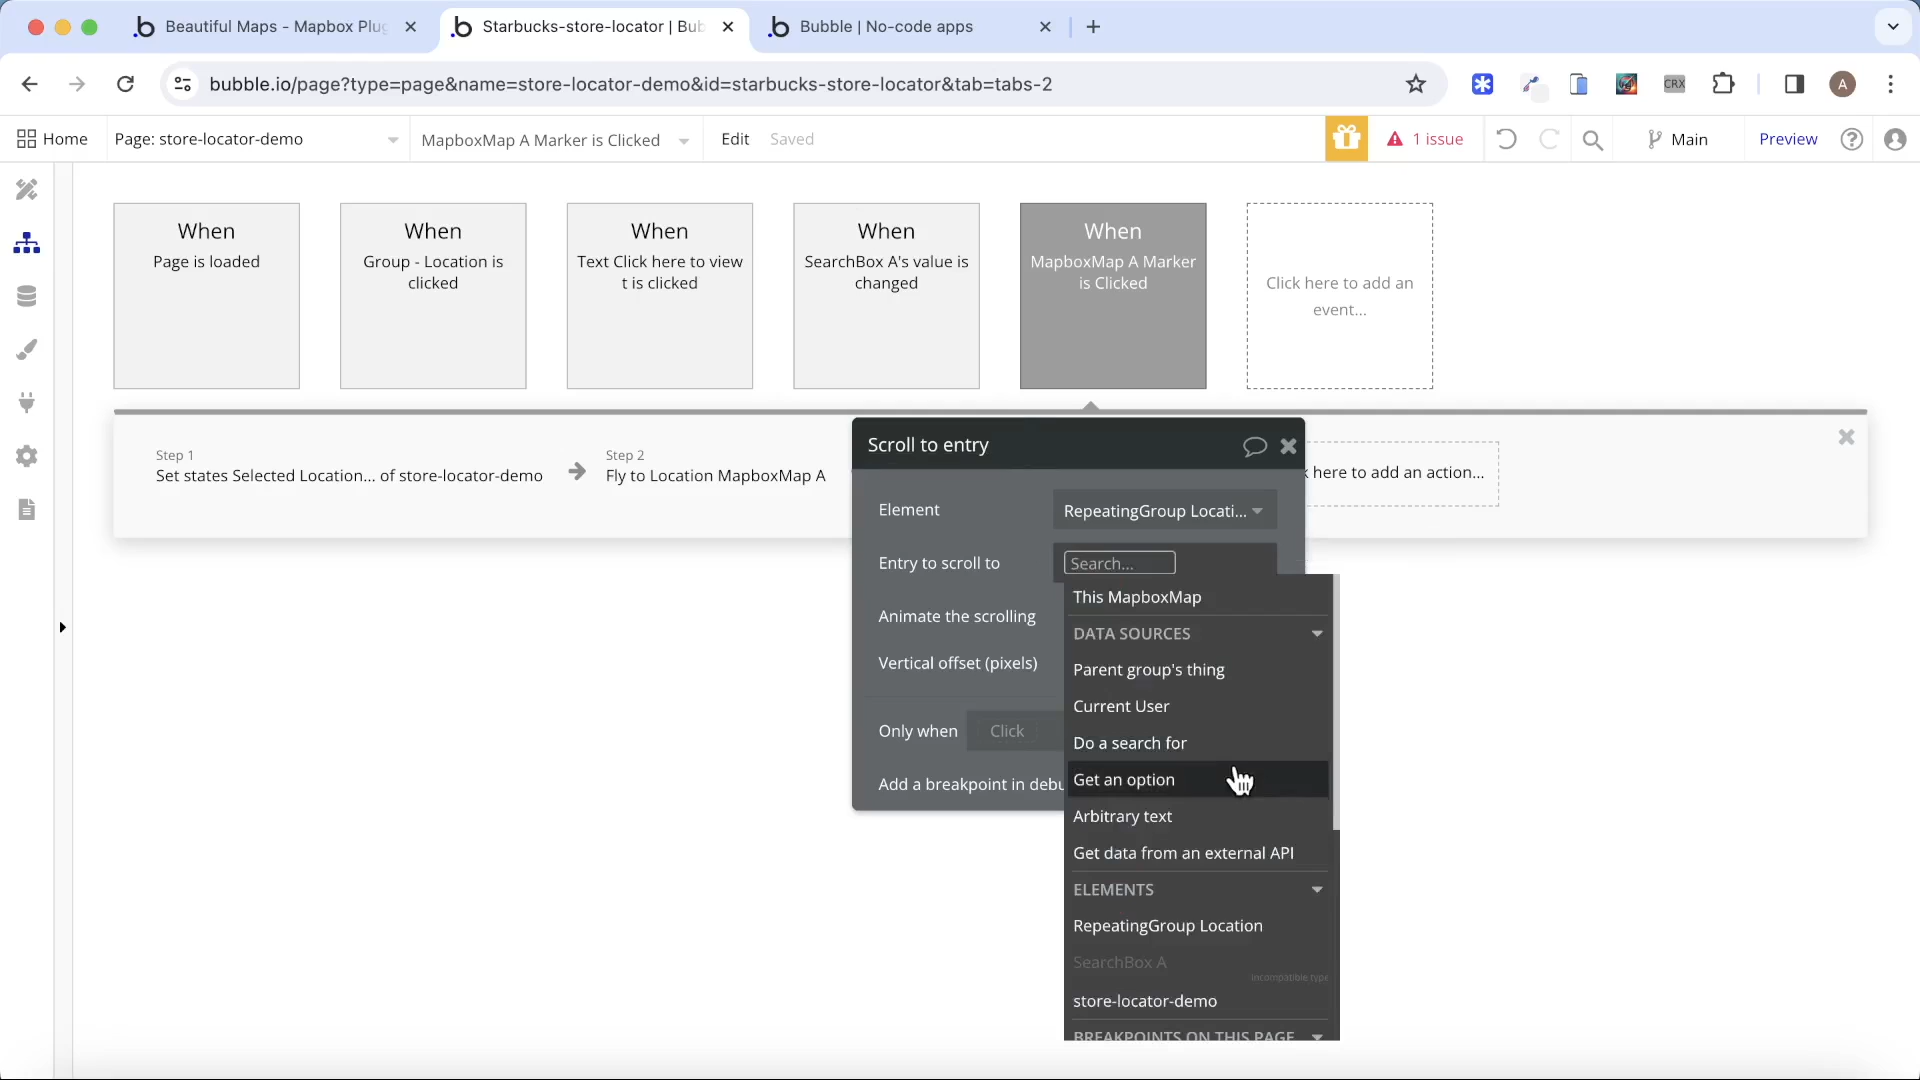 Beautiful Maps - Mapbox Plug
Starbucks-store-locator | Bub
Bubble | No-code apps
bubble.io/page?type=page&name=store-locator-demo&id=starbucks-store-locator&tab=tabs-2
CRX
A
Home
Page: store-locator-demo
MapboxMap A Marker is Clicked
Edit
Saved
1 issue
Main
Preview
When
Page is loaded
When
Group - Location is
clicked
When
Text Click here to view
t is clicked
When
SearchBox A's value is
changed
When
MapboxMap A Marker
is Clicked
Click here to add an
event...
Step 1
Set states Selected Location... of store-locator-demo
Step 2
Fly to Location MapboxMap A
here to add an action...
Scroll to entry
Element
RepeatingGroup Locati...
Entry to scroll to
Search...
Animate the scrolling
Vertical offset (pixels)
Only when
Click
Add a breakpoint in debu
This MapboxMap
DATA SOURCES
Parent group's thing
Current User
Do a search for
Get an option
Arbitrary text
Get data from an external API
ELEMENTS
RepeatingGroup Location
SearchBox A
Incompatible type
store-locator-demo
BREAKPOINTS ON THIS PAGE